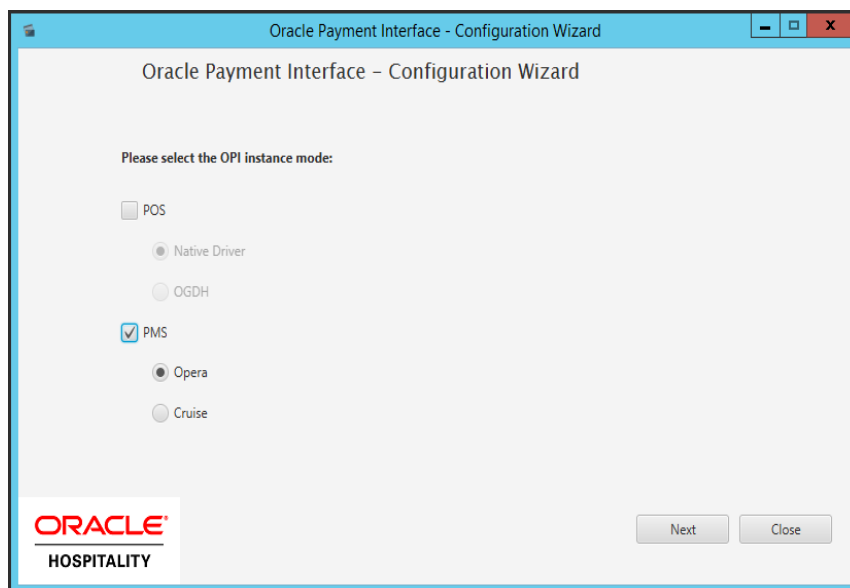 Oracle Payment Interface - Configuration Wizard
Oracle Payment Interface – Configuration Wizard
Please select the OPI instance mode:
POS
Native Driver
OGDH
PMS
Opera
Cruise
ORACLE®
HOSPITALITY
Next Close